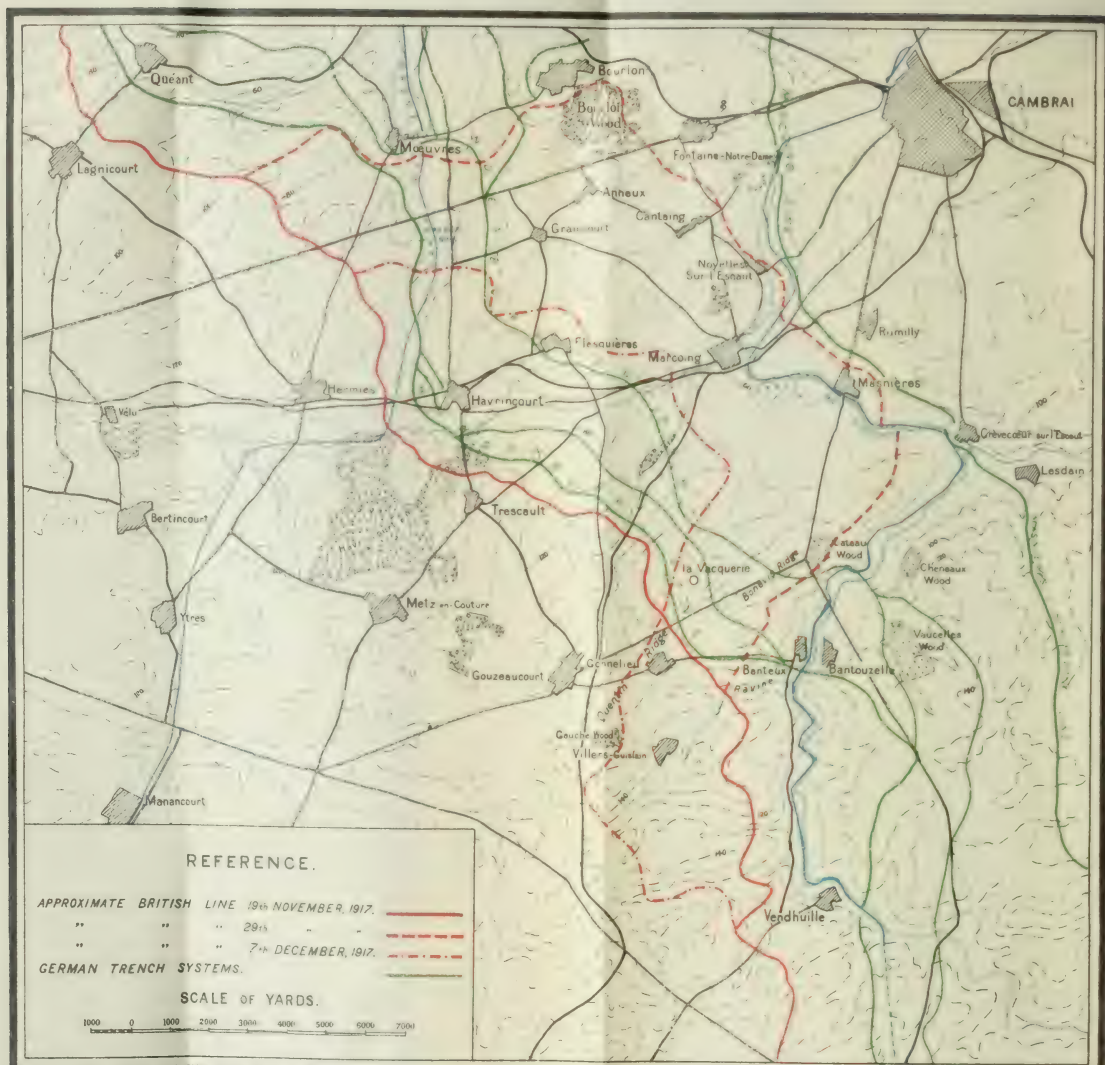 Quéant
Bourlon
CAMBRAI
Mœuvres
Lagnicourt
Fontaine-Notre-Dame
Anneux
Cantaing
Graincourt
Noyelles
Sur l'Escaut
Rumilly
Flesquières
Marcoing
Hermies
Havrincourt
Masnières
Vélu
Crèvecœur sur l'Escaut
Lesdain
Bertincourt
Trescault
Lateau
Wood
Cheneaux
Wood
la Vacquerie
Bonavis Ridge
Metz-en-Couture
Ytres
Vaucelles
Wood
Gonnelieu
Gouzeaucourt
Quentin Ridge
Banteux
Bantouzelle
Ravine
Gauche Wood
Villers-Guislain
Manancourt
Vendhuille
REFERENCE.
APPROXIMATE BRITISH LINE 19th NOVEMBER, 1917.
" " " 29th " "
" " " 7th DECEMBER, 1917.
GERMAN TRENCH SYSTEMS.
SCALE OF YARDS.
1000 0 1000 2000 3000 4000 5000 6000 7000